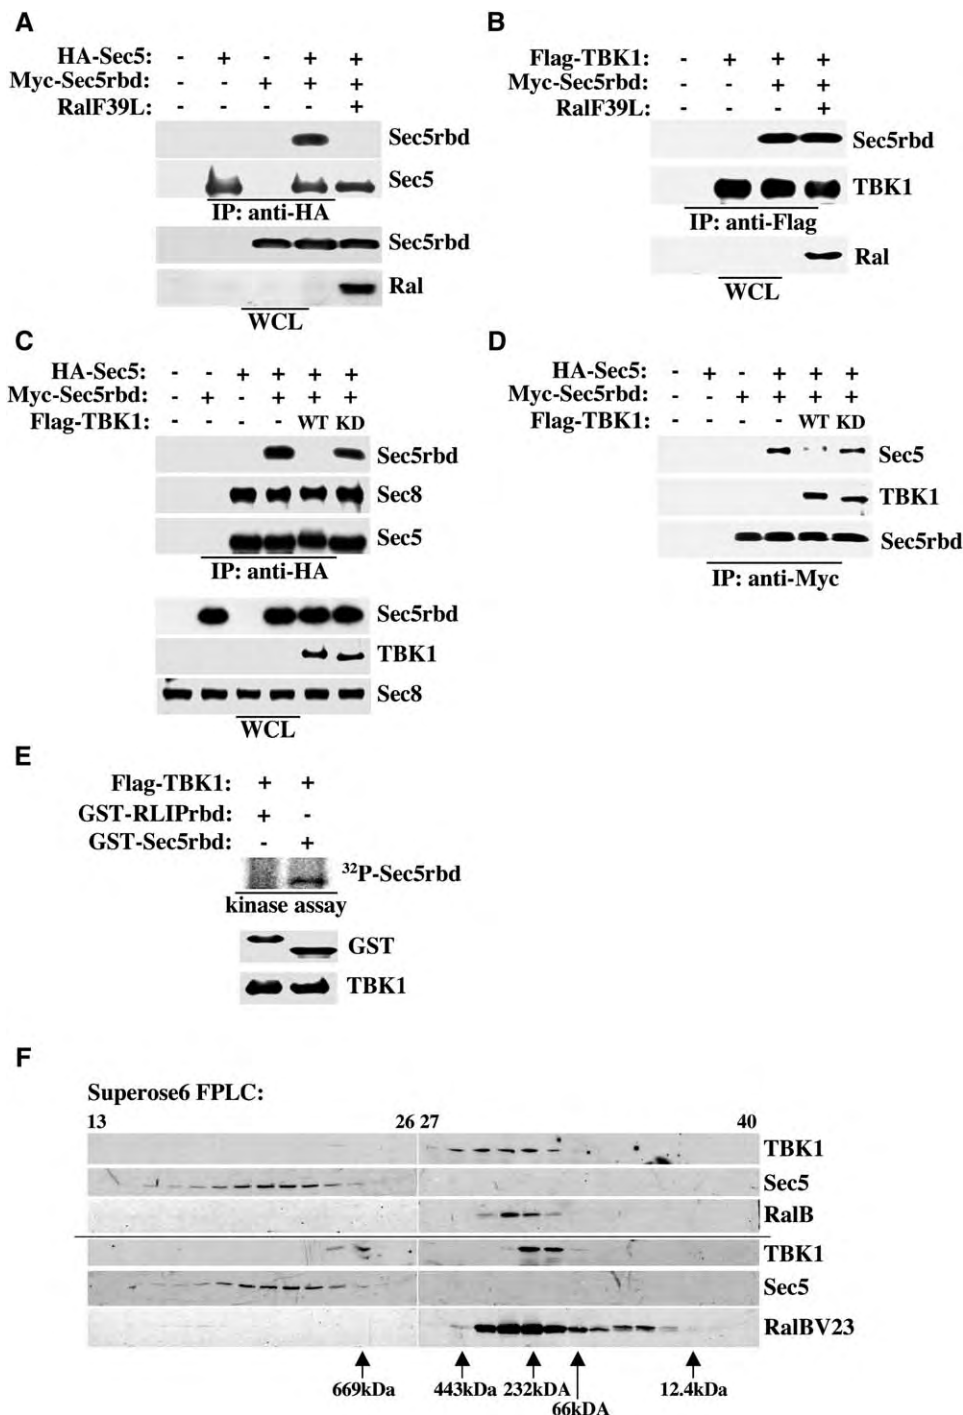 A
HA-Sec5: - + - + +
Myc-Sec5rbd: - - + + +
RalF39L: - - - - +
Sec5rbd
Sec5
IP: anti-HA
Sec5rbd
Ral
WCL
B
Flag-TBK1: - + + +
Myc-Sec5rbd: - - + +
RalF39L: - - - +
Sec5rbd
TBK1
IP: anti-Flag
Ral
WCL
C
HA-Sec5: - - + + + +
Myc-Sec5rbd: - + - + + +
Flag-TBK1: - - - - WT KD
Sec5rbd
Sec8
Sec5
IP: anti-HA
Sec5rbd
TBK1
Sec8
WCL
D
HA-Sec5: - + - + + +
Myc-Sec5rbd: - - + + + +
Flag-TBK1: - - - - WT KD
Sec5
TBK1
Sec5rbd
IP: anti-Myc
E
Flag-TBK1: + +
GST-RLIPrbd: + -
GST-Sec5rbd: - +
³²P-Sec5rbd
kinase assay
GST
TBK1
F
Superose6 FPLC:
13 26 27 40
TBK1
Sec5
RalB
TBK1
Sec5
RalBV23
669kDa 443kDa 232kDA 66kDA 12.4kDa